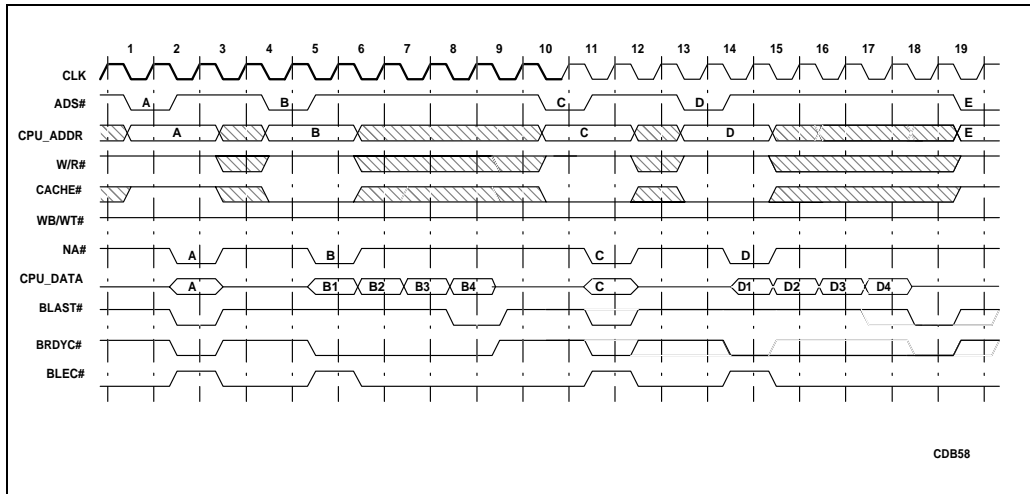 1 2 3 4 5 6 7 8 9 10 11 12 13 14 15 16 17 18 19
CLK
ADS# A B C D E
CPU_ADDR A B C D E
W/R#
CACHE#
WB/WT#
NA# A B C D
CPU_DATA A B1 B2 B3 B4 C D1 D2 D3 D4
BLAST#
BRDYC#
BLEC#
CDB58